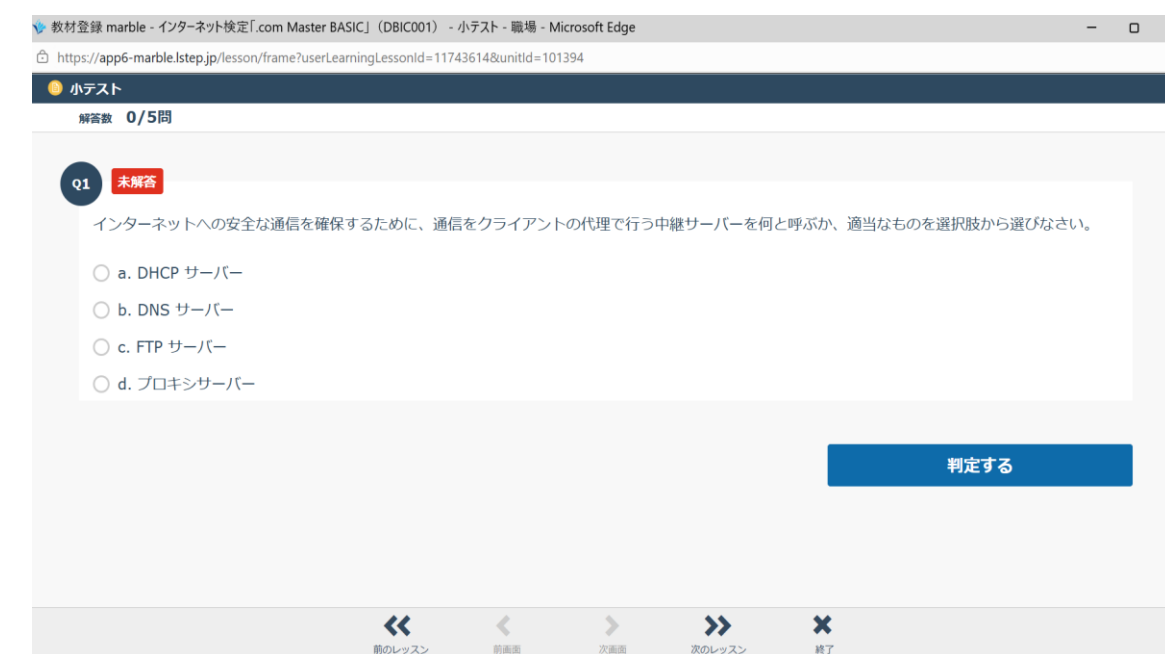 教材登録 marble - インターネット検定「.com Master BASIC」（DBIC001） - 小テスト - 職場 - Microsoft Edge
https://app6-marble.lstep.jp/lesson/frame?userLearningLessonId=11743614&unitId=101394
小テスト
解答数 0/5問
Q1 未解答
インターネットへの安全な通信を確保するために、通信をクライアントの代理で行う中継サーバーを何と呼ぶか、適当なものを選択肢から選びなさい。
a. DHCP サーバー
b. DNS サーバー
c. FTP サーバー
d. プロキシサーバー
判定する
前のレッスン 前画面 次画面 次のレッスン 終了